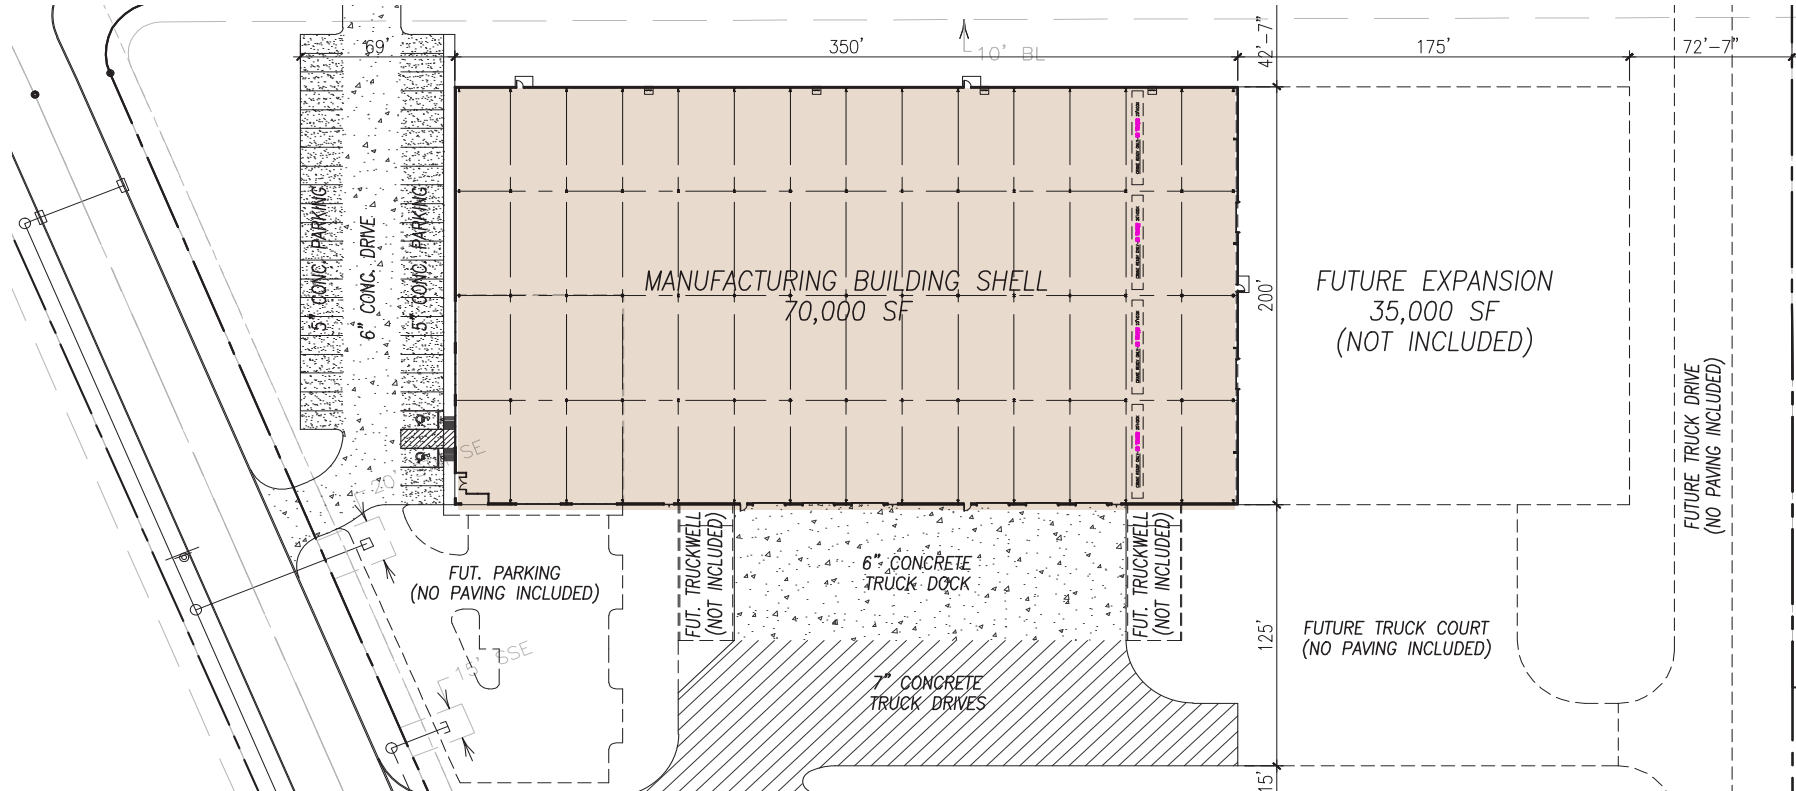 69'
350'
10' BL
42'-7"
175'
72'-7"
5" CONC. PARKING
6" CONC. DRIVE
5" CONC. PARKING
MANUFACTURING BUILDING SHELL
70,000 SF
200'
FUTURE EXPANSION
35,000 SF
(NOT INCLUDED)
FUTURE TRUCK DRIVE
(NO PAVING INCLUDED)
20'
SE
FUT. PARKING
(NO PAVING INCLUDED)
FUT. TRUCKWELL
(NOT INCLUDED)
6" CONCRETE
TRUCK DOCK
FUT. TRUCKWELL
(NOT INCLUDED)
125'
FUTURE TRUCK COURT
(NO PAVING INCLUDED)
15' SSE
7" CONCRETE
TRUCK DRIVES
15'